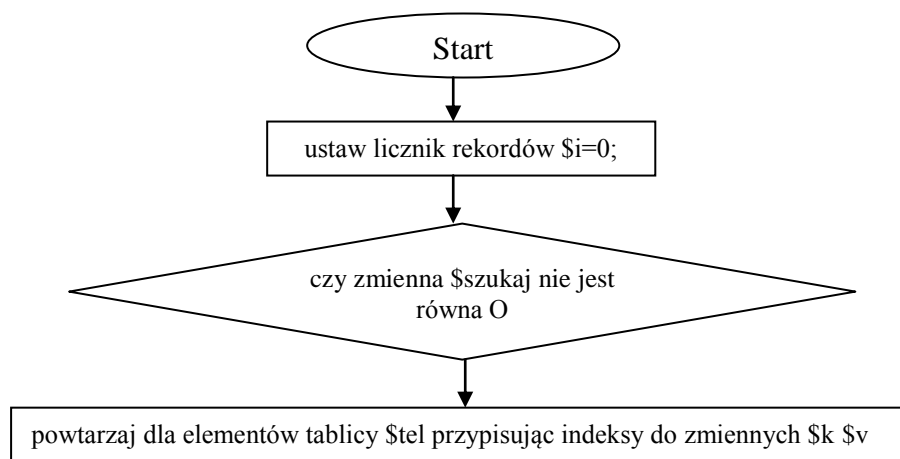 Start
ustaw licznik rekordów $i=0;
czy zmienna $szukaj nie jest
równa O
powtarzaj dla elementów tablicy $tel przypisując indeksy do zmiennych $k $v